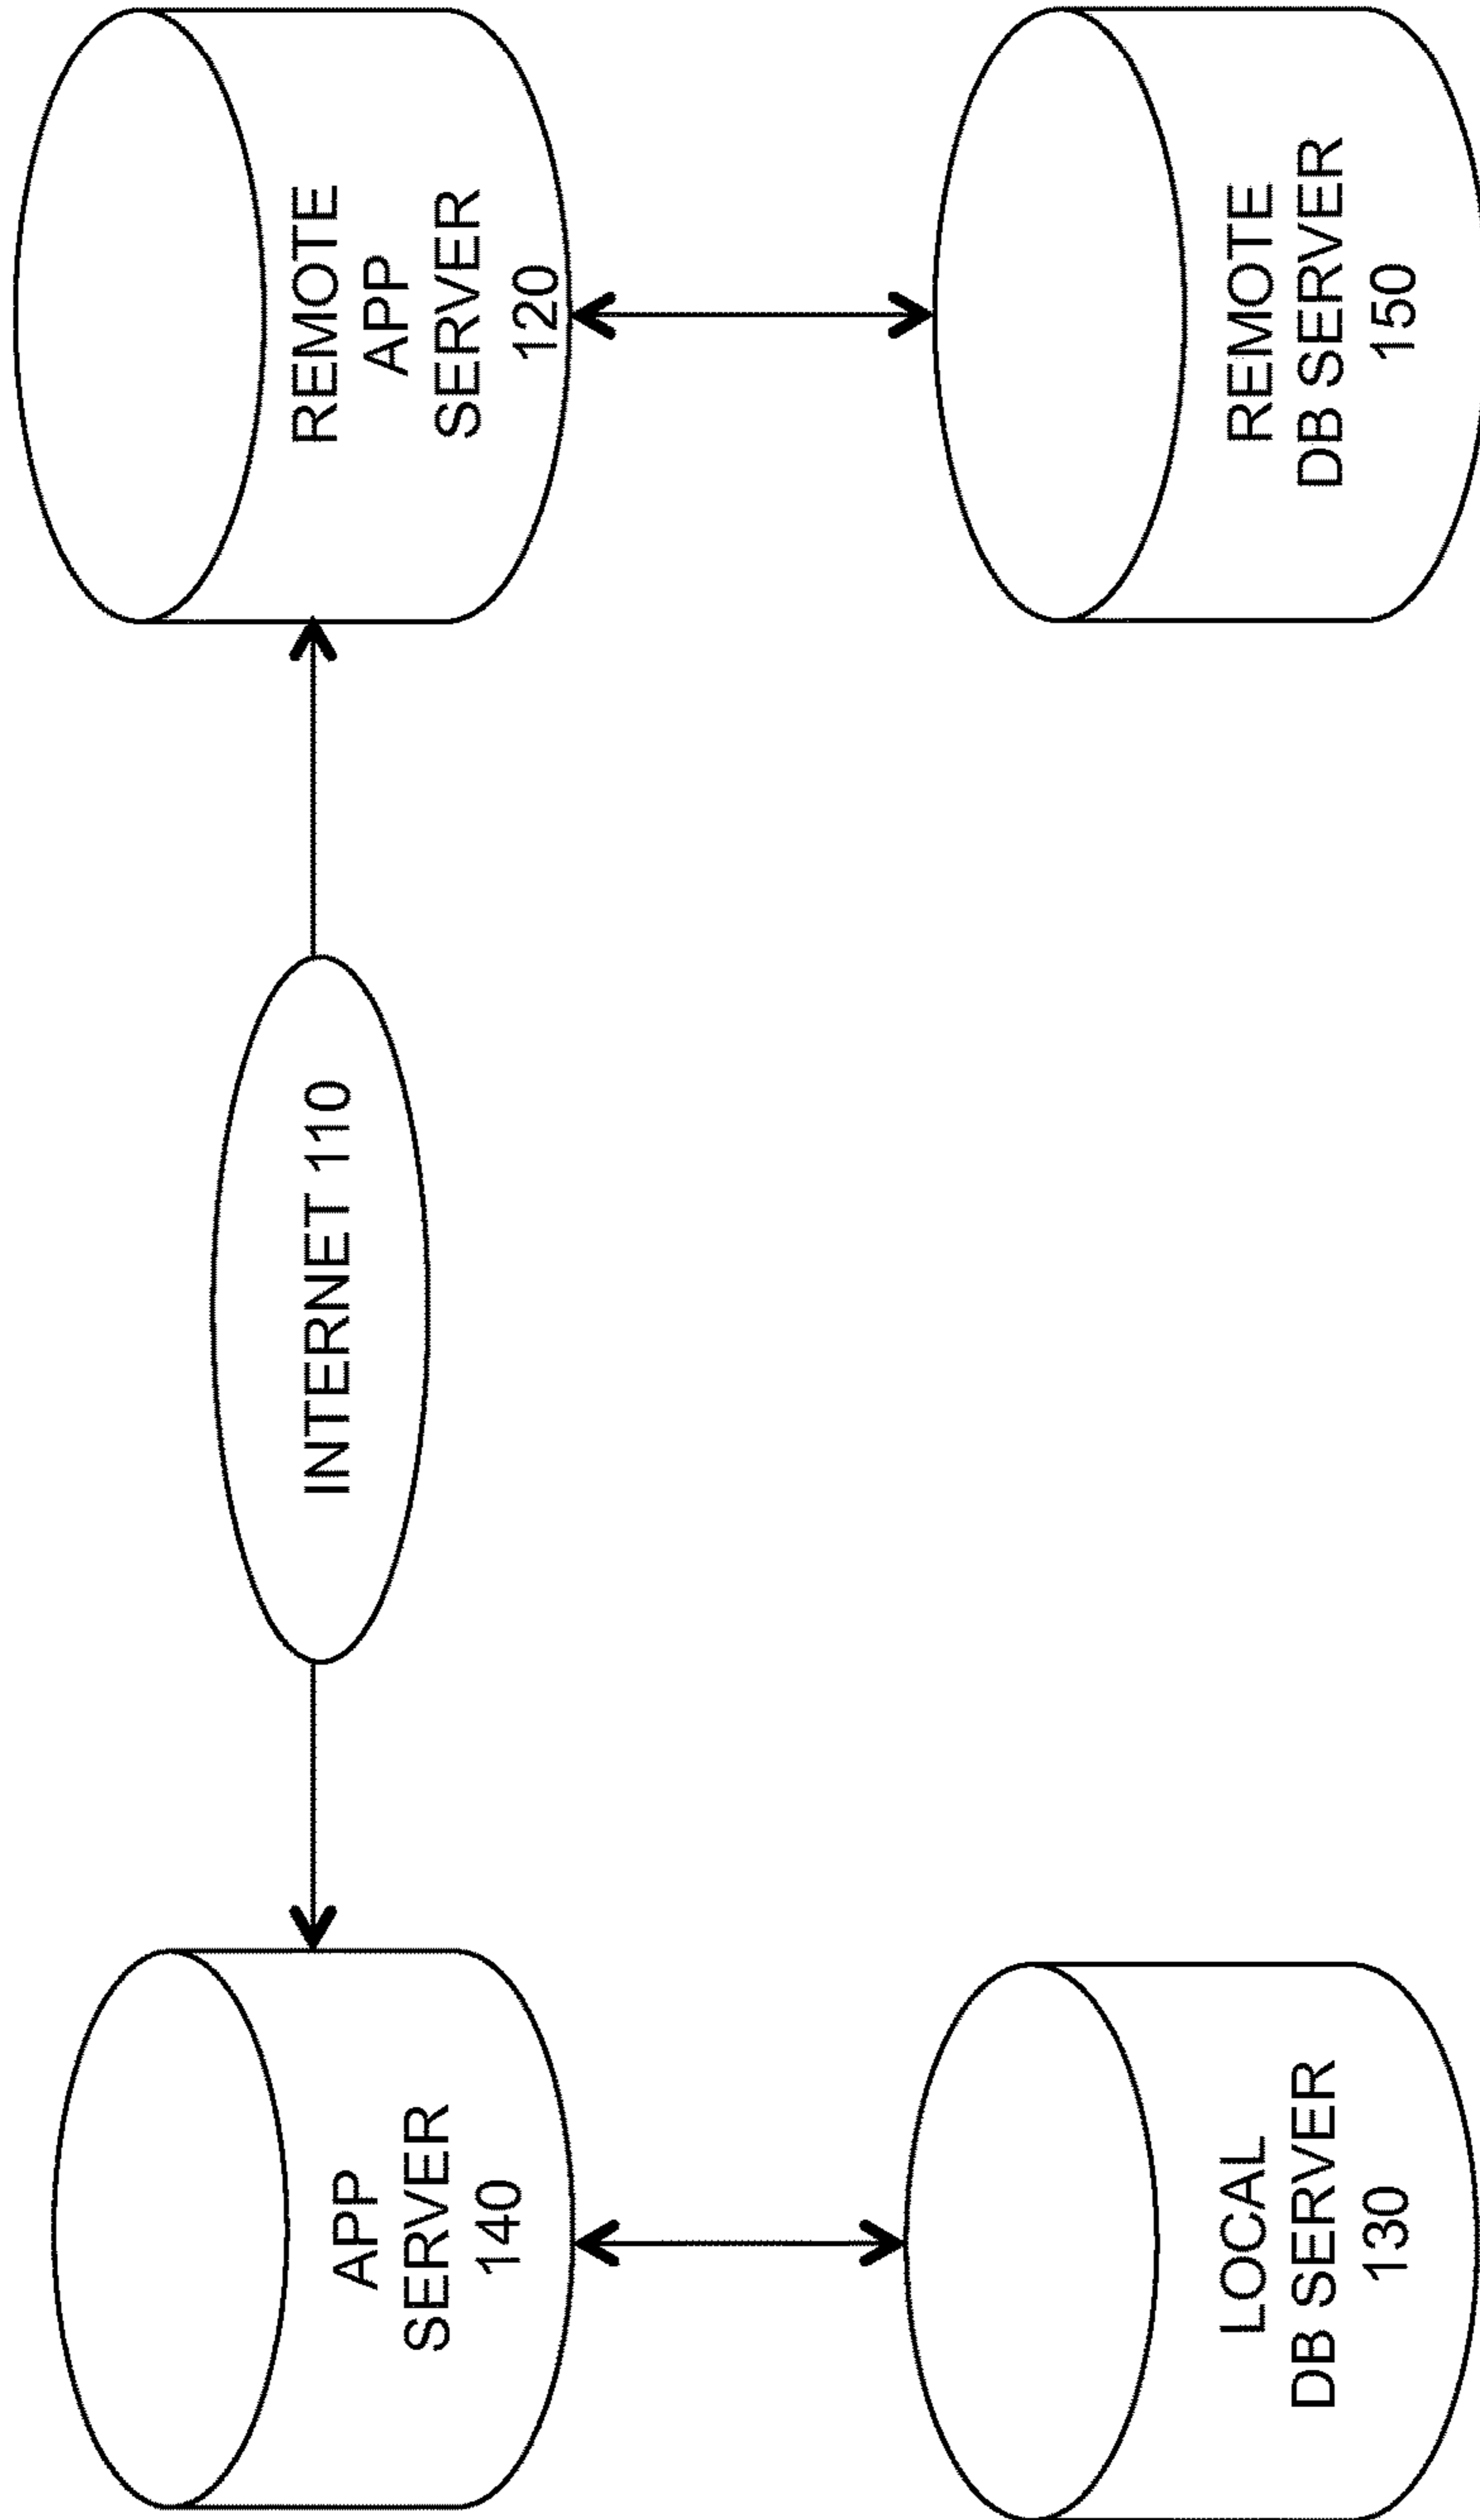 APP
SERVER
140
INTERNET 110
REMOTE
APP
SERVER
120
LOCAL
DB SERVER
130
REMOTE
DB SERVER
150